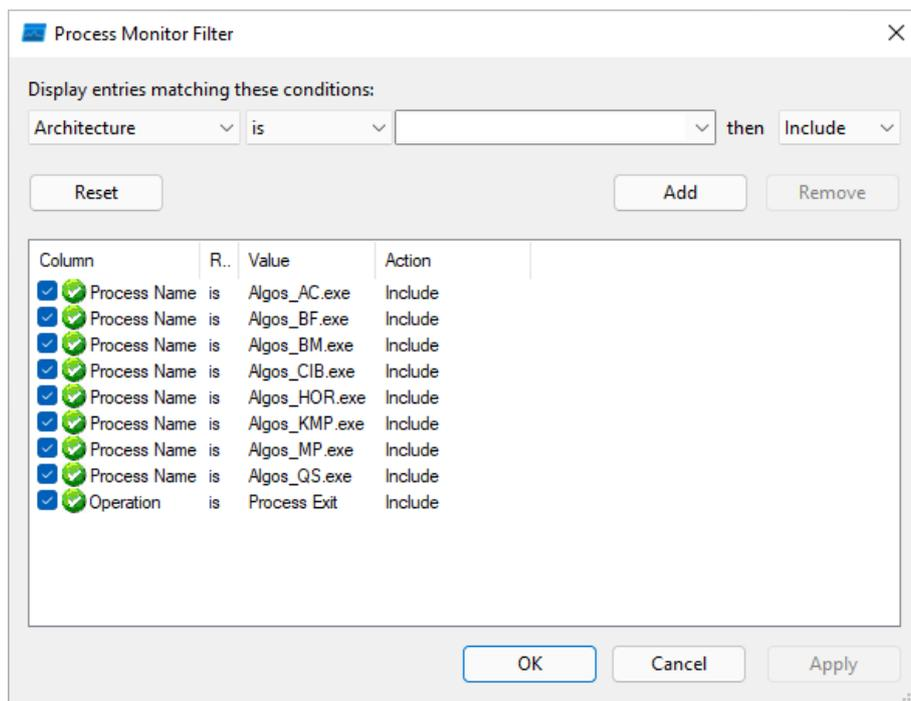 Process Monitor Filter
Display entries matching these conditions:
Architecture is then Include
Reset Add Remove
Column R.. Value Action
Process Name is Algos_AC.exe Include
Process Name is Algos_BF.exe Include
Process Name is Algos_BM.exe Include
Process Name is Algos_CIB.exe Include
Process Name is Algos_HOR.exe Include
Process Name is Algos_KMP.exe Include
Process Name is Algos_MP.exe Include
Process Name is Algos_QS.exe Include
Operation is Process Exit Include
OK Cancel Apply